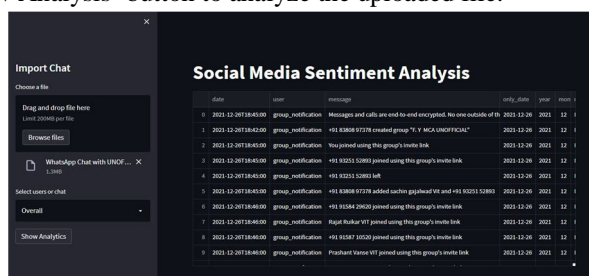 Analysis" button to analyze the uploaded file.
×
Import Chat
Choose a file
Drag and drop file here
Limit 200MB per file
Browse files
WhatsApp Chat with UNOF... ×
1.3MB
Select users or chat
Overall
Show Analytics
Social Media Sentiment Analysis
date user message only_date year mon
0 2021-12-26T18:45:00 group_notification Messages and calls are end-to-end encrypted. No one outside of th 2021-12-26 2021 12
1 2021-12-26T18:42:00 group_notification +91 83808 97378 created group "F. Y MCA UNOFFICIAL" 2021-12-26 2021 12
2 2021-12-26T18:45:00 group_notification You joined using this group's invite link 2021-12-26 2021 12
3 2021-12-26T18:45:00 group_notification +91 93251 52893 joined using this group's invite link 2021-12-26 2021 12
4 2021-12-26T18:45:00 group_notification +91 93251 52893 left 2021-12-26 2021 12
5 2021-12-26T18:45:00 group_notification +91 83808 97378 added sachin gajalwad Vit and +91 93251 52893 2021-12-26 2021 12
6 2021-12-26T18:46:00 group_notification +91 91584 29620 joined using this group's invite link 2021-12-26 2021 12
7 2021-12-26T18:46:00 group_notification Rajat Ruikar VIT joined using this group's invite link 2021-12-26 2021 12
8 2021-12-26T18:46:00 group_notification +91 91587 10520 joined using this group's invite link 2021-12-26 2021 12
9 2021-12-26T18:46:00 group_notification Prashant Vanse VIT joined using this group's invite link 2021-12-26 2021 12